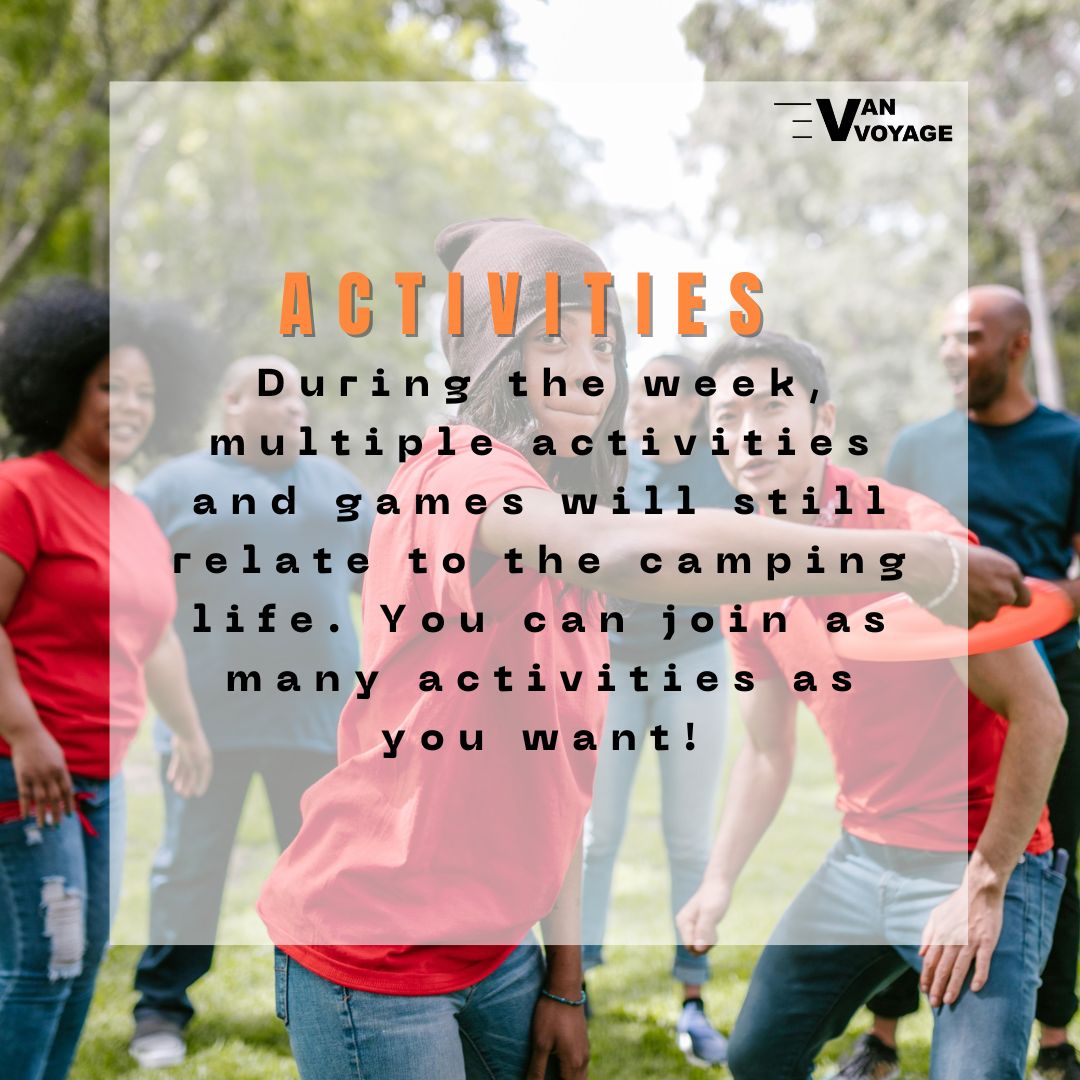 VAN
VOYAGE
ACTIVITIES
During the week,
multiple activities
and games will still
relate to the camping
life. You can join as
many activities as
you want!